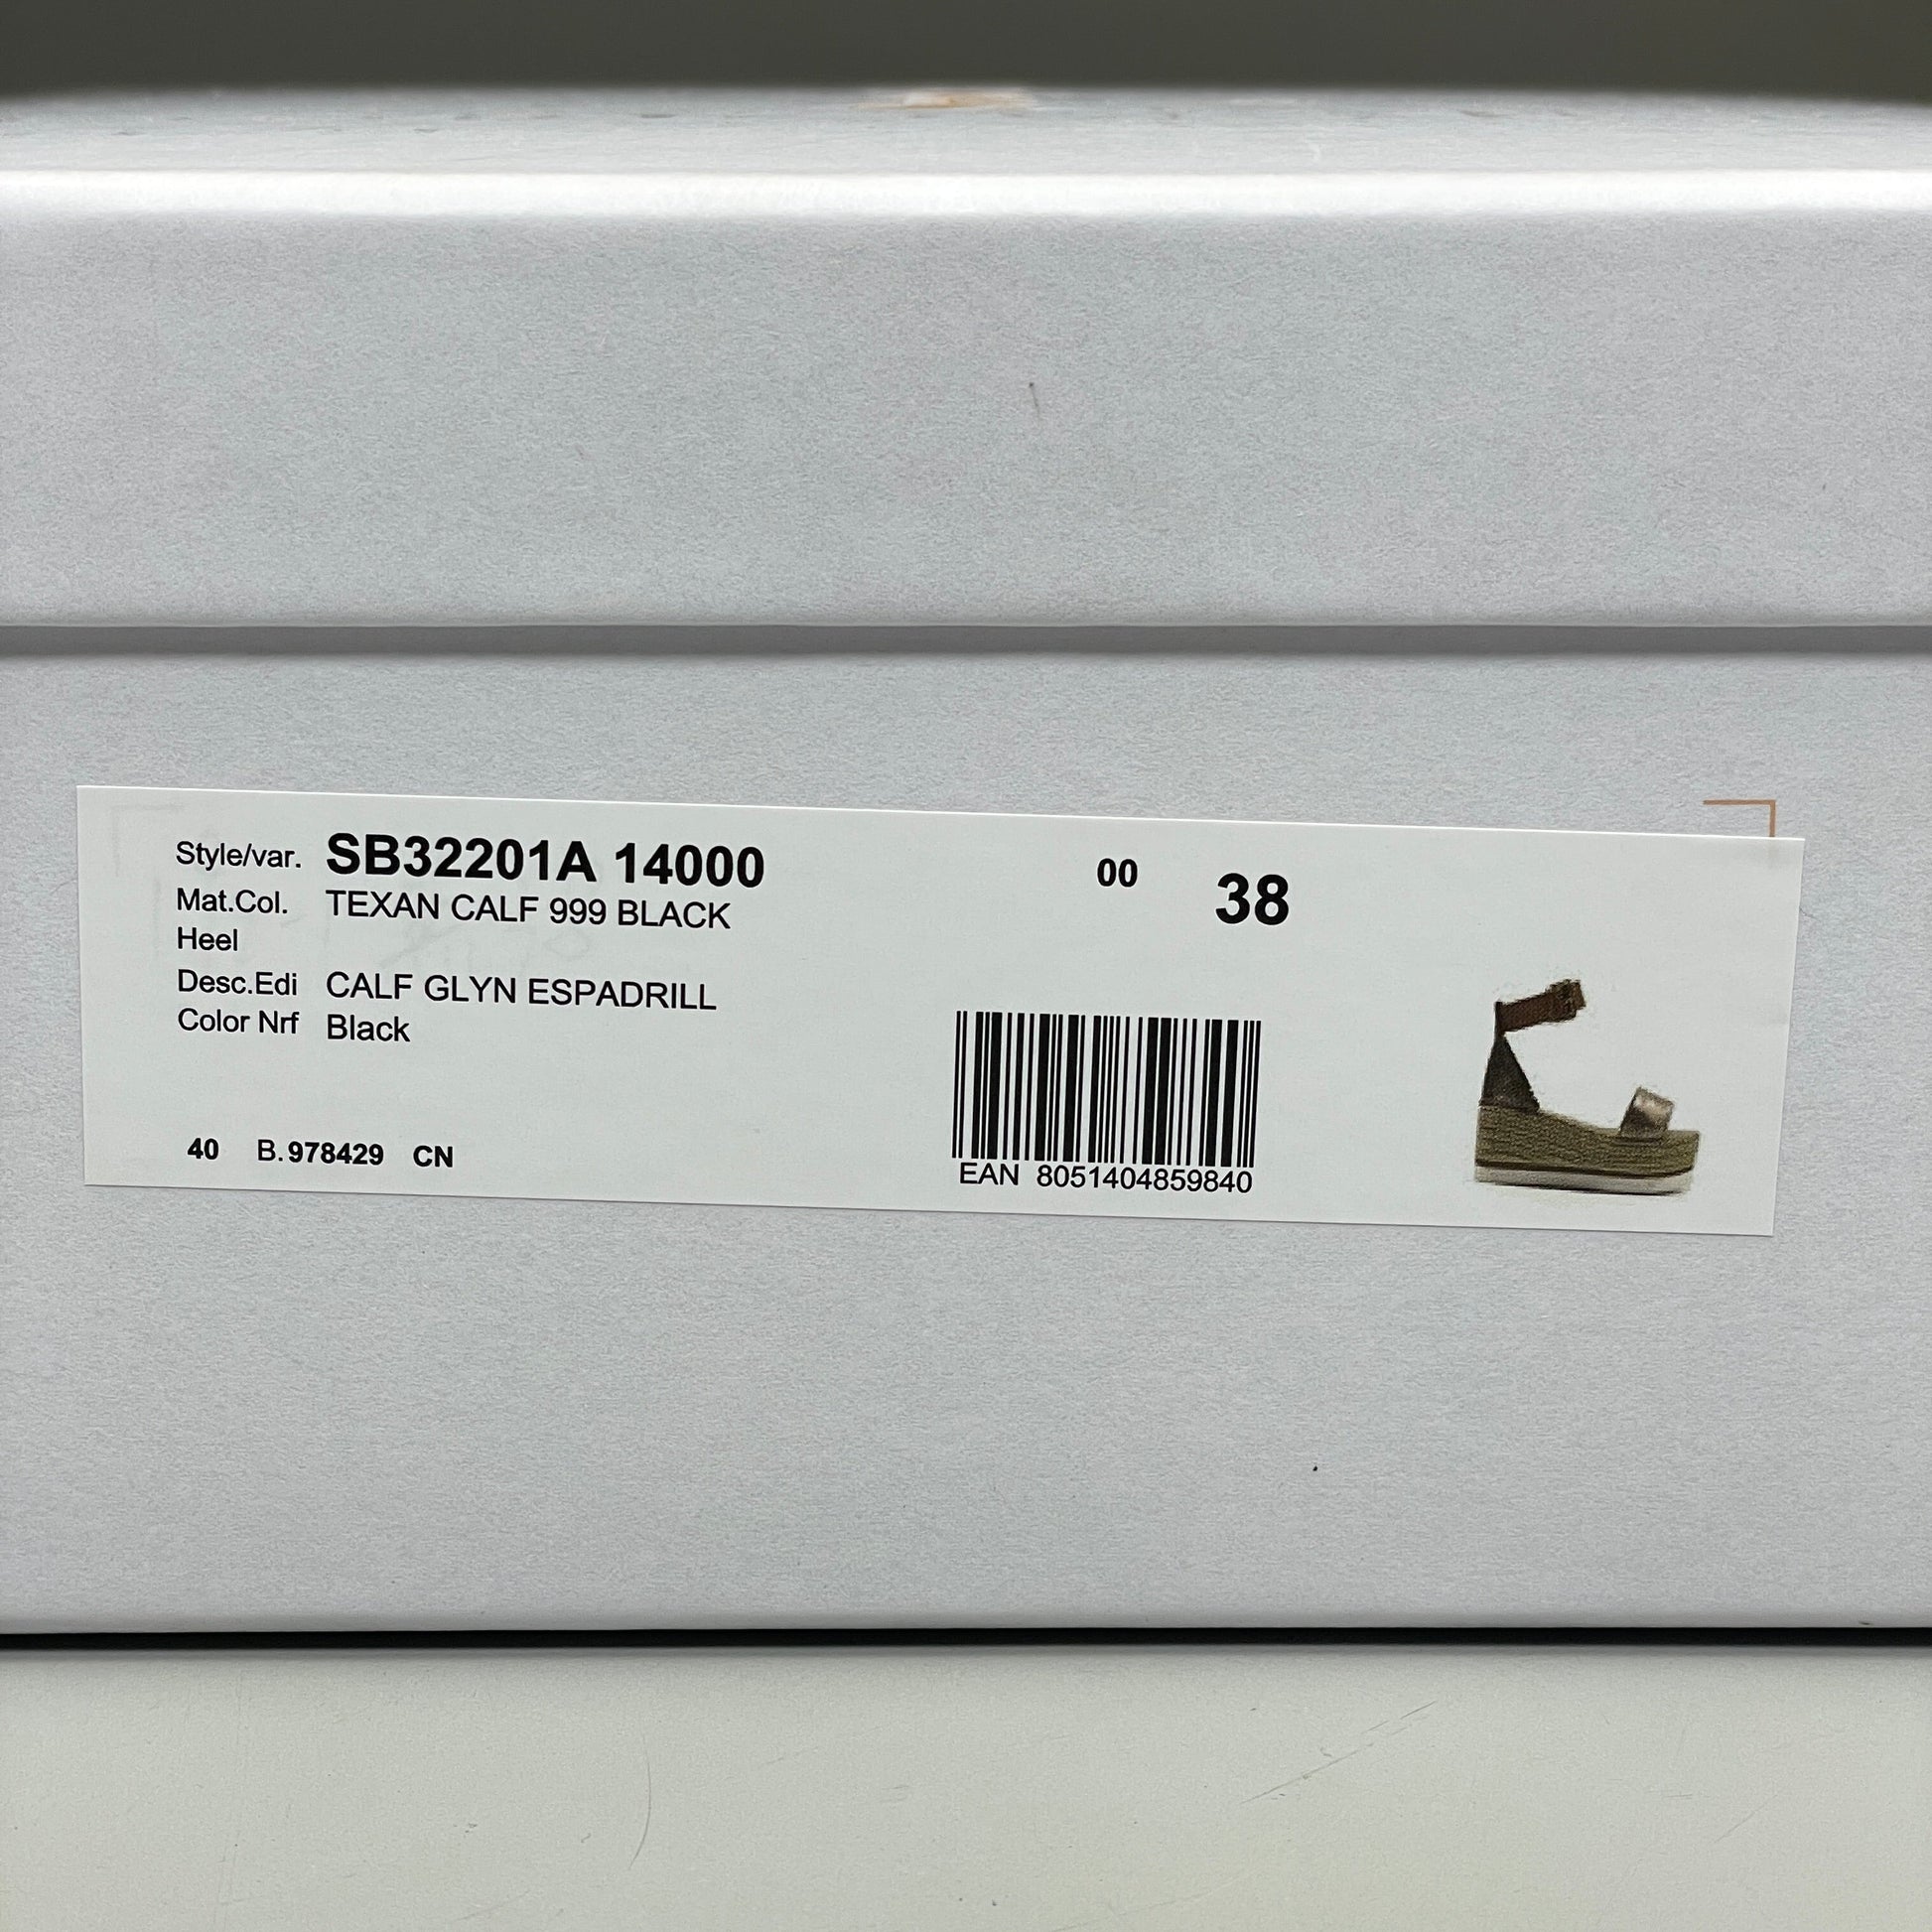 Style/var. SB32201A 14000 00 38
Mat.Col. TEXAN CALF 999 BLACK
Heel
Desc.Edi CALF GLYN ESPADRILL
Color Nrf Black
40 B.978429 CN
EAN 8051404859840